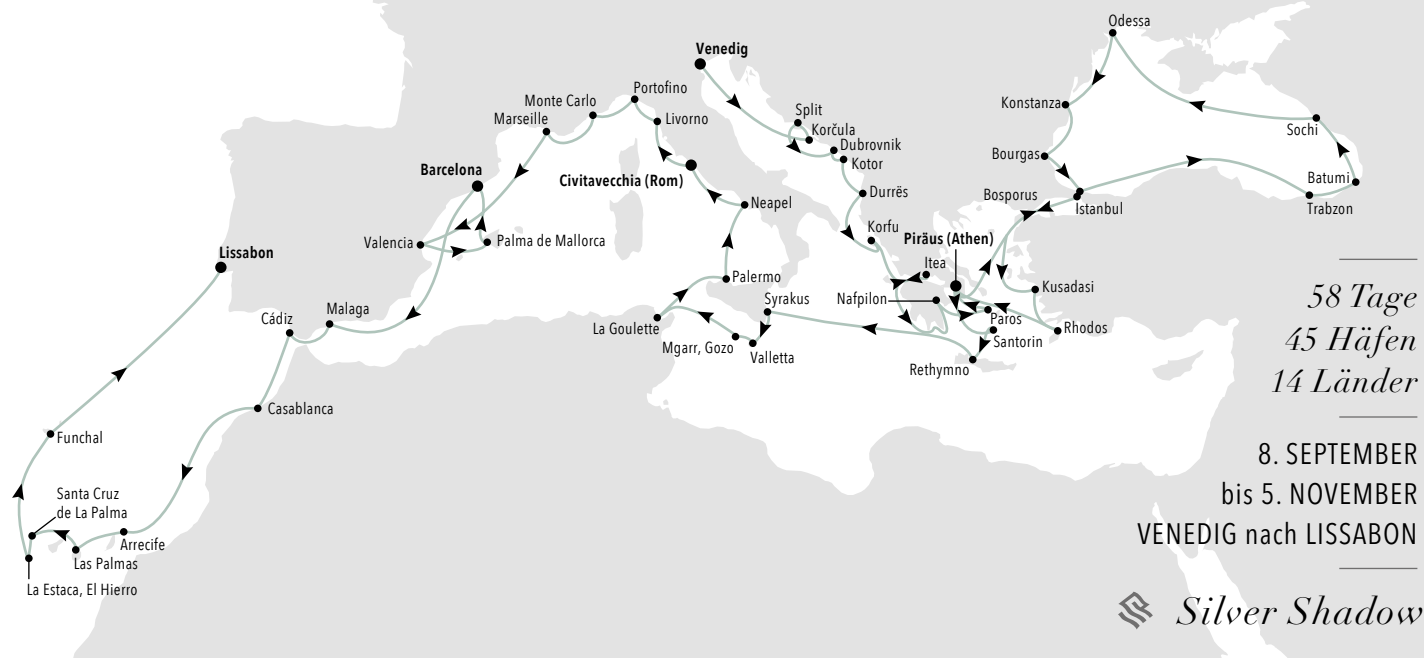 Odessa
Venedig
Konstanza
Portofino
Monte Carlo
Split
Livorno
Marseille
Korčula
Sochi
Dubrovnik
Bourgas
Kotor
Barcelona
Civitavecchia (Rom)
Batumi
Durrës
Bosporus
Neapel
Istanbul
Trabzon
Korfu
Valencia
Palma de Mallorca
Piräus (Athen)
Lissabon
Itea
Palermo
Kusadasi
Syrakus
Nafpilon
Malaga
Cádiz
Paros
La Goulette
Rhodos
Santorin
Mgarr, Gozo
Valletta
Rethymno
Casablanca
Funchal
Santa Cruz
de La Palma
Arrecife
Las Palmas
La Estaca, El Hierro
58 Tage
45 Häfen
14 Länder
8. SEPTEMBER
bis 5. NOVEMBER
VENEDIG nach LISSABON
Silver Shadow